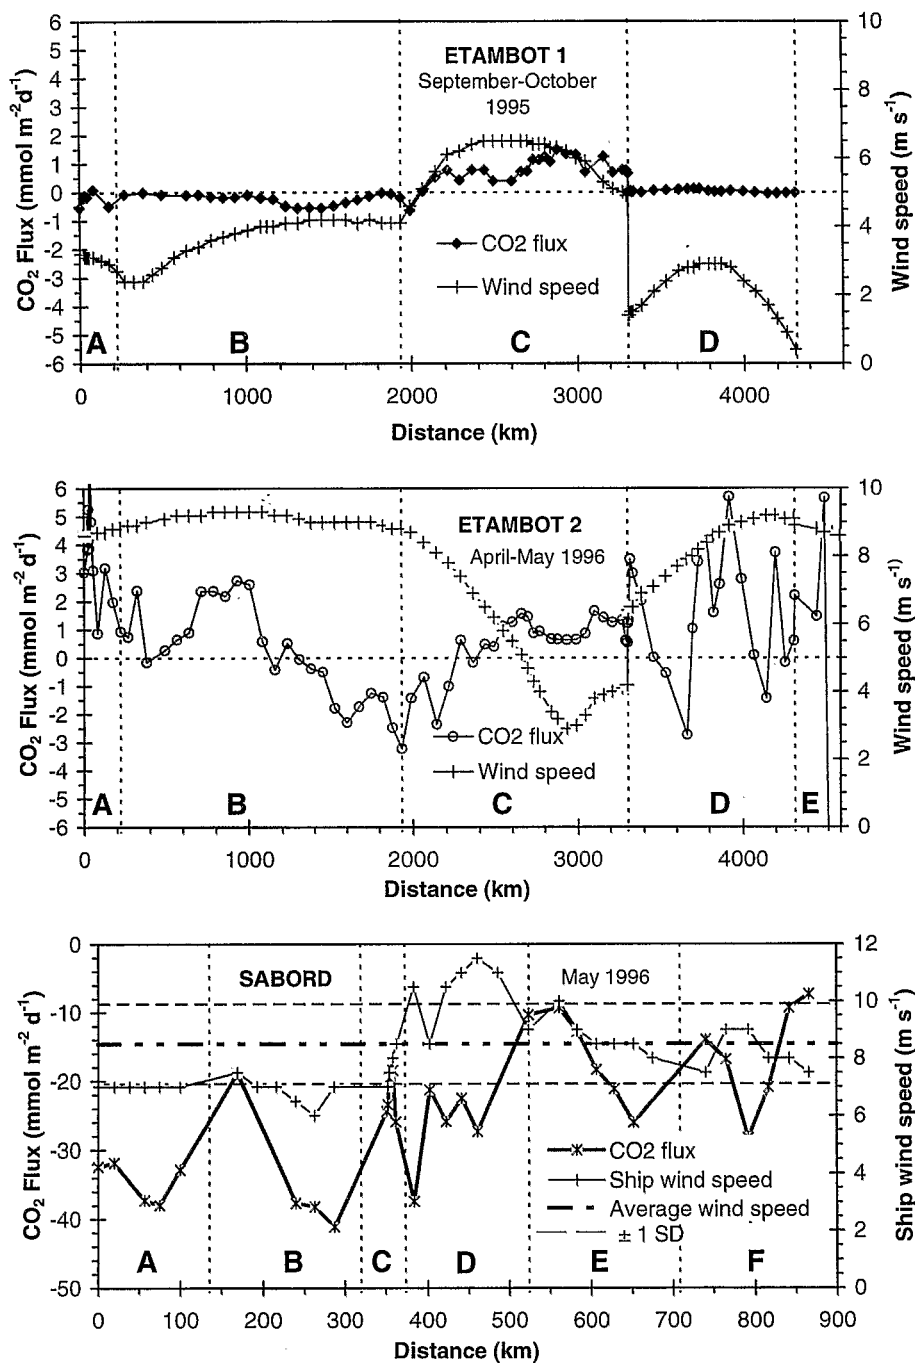 ETAMBOT 1
September-October
1995
CO2 Flux (mmol m-2d-1)
6
5
4
3
2
1
0
-1
-2
-3
-4
-5
-6
Wind speed (m s-1)
10
8
6
4
2
0
CO2 flux
Wind speed
A B C D
0 1000 2000 3000 4000
Distance (km)
ETAMBOT 2
April-May 1996
CO2 Flux (mmol m-2 d-1)
6
5
4
3
2
1
0
-1
-2
-3
-4
-5
-6
Wind speed (m s-1)
10
8
6
4
2
0
CO2 flux
Wind speed
A B C D E
0 1000 2000 3000 4000
Distance (km)
SABORD
May 1996
CO2 Flux (mmol m-2 d-1)
0
-10
-20
-30
-40
-50
Ship wind speed (m s-1)
12
10
8
6
4
2
0
CO2 flux
Ship wind speed
Average wind speed
± 1 SD
A B C D E F
0 100 200 300 400 500 600 700 800 900
Distance (km)